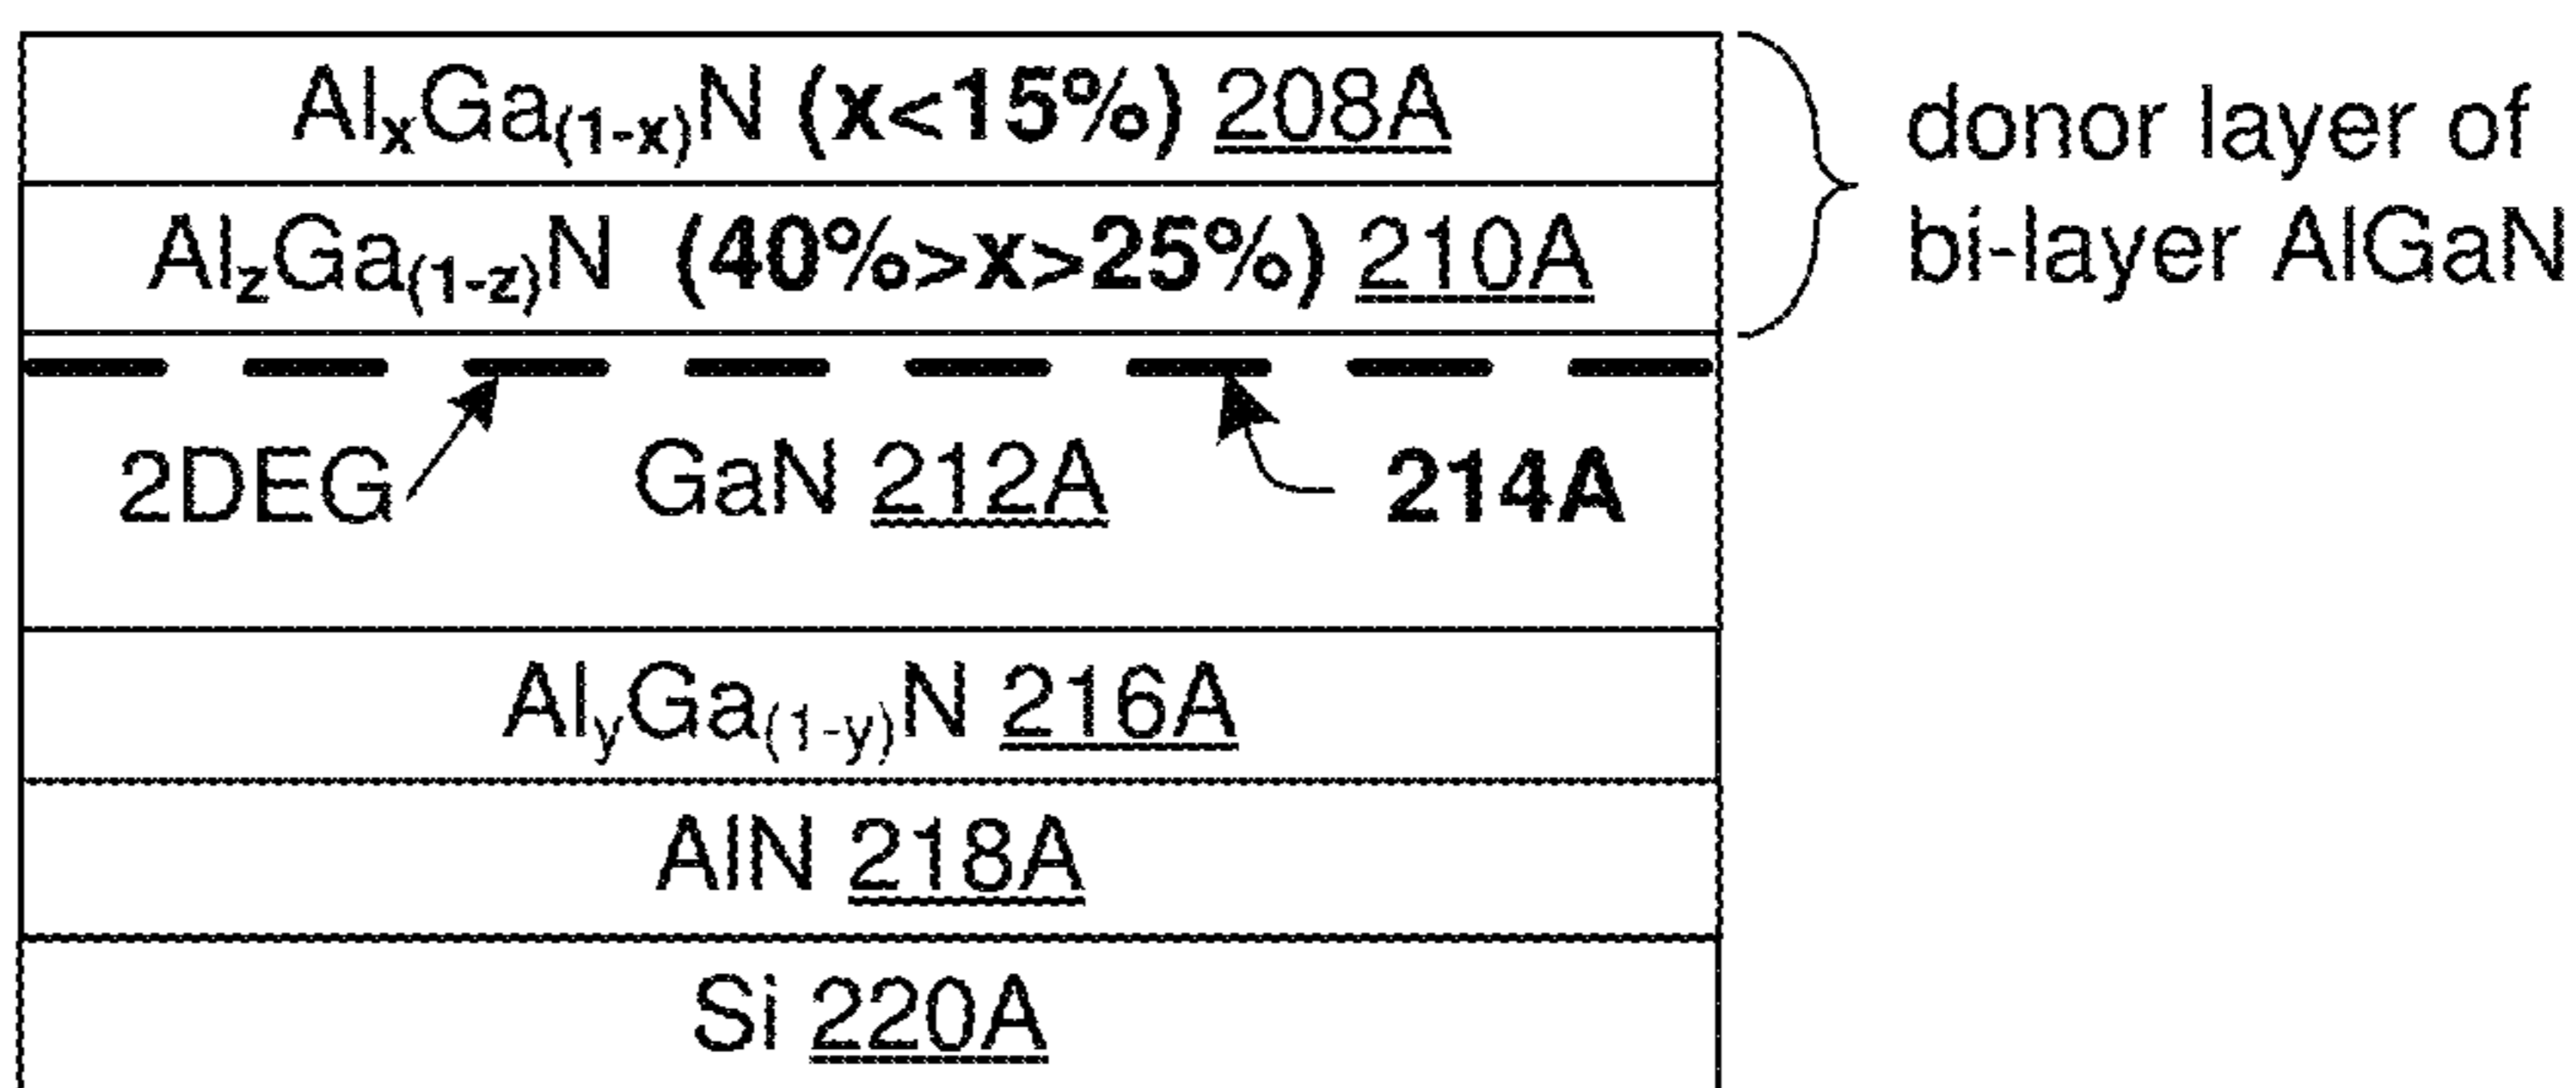 AlxGa(1-x)N (x<15%) 208A
donor layer of
bi-layer AlGaN
AlzGa(1-z)N (40%>x>25%) 210A
2DEG
GaN 212A
214A
AlyGa(1-y)N 216A
AlN 218A
Si 220A